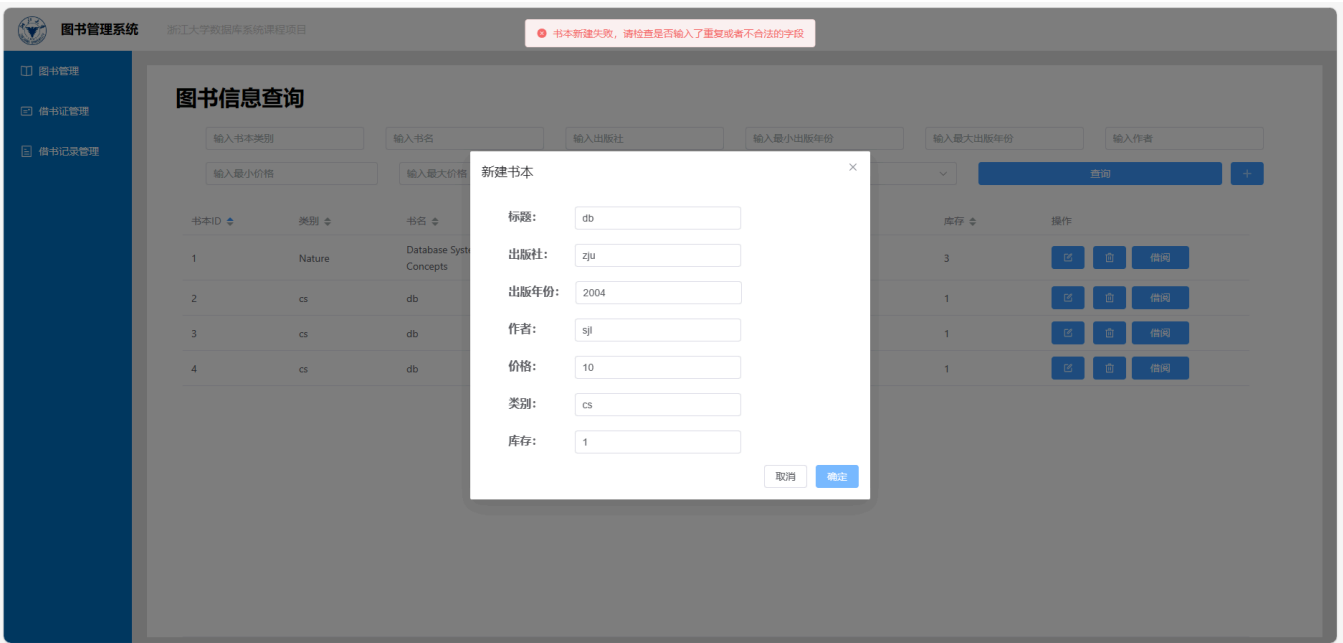 图书管理系统
浙江大学数据库系统课程项目
书本新建失败，请检查是否输入了重复或者不合法的字段
图书管理
借书证管理
借书记录管理
图书信息查询
输入书本类别
输入书名
输入出版社
输入最小出版年份
输入最大出版年份
输入作者
输入最小价格
输入最大价格
查询
书本ID
类别
书名
库存
操作
1
Nature
Database Syste
Concepts
3
借阅
2
cs
db
1
借阅
3
cs
db
1
借阅
4
cs
db
1
借阅
新建书本
标题：
db
出版社：
zju
出版年份：
2004
作者：
sjl
价格：
10
类别：
cs
库存：
1
取消
确定